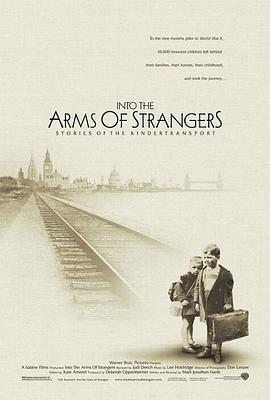 In the nine months prior to World War II,
10,000 innocent children left behind
their families, their homes, their childhood,
and took the journey....
INTO THE
ARMS OF STRANGERS
STORIES OF THE KINDERTRANSPORT
Warner Bros. Pictures Presents
A Sabine Films Production Into The Arms Of Strangers Narrated by Judi Dench Music by Lee Holdridge Director of Photography Don Lenzer
Edited by Kate Amend Produced by Deborah Oppenheimer Written and Directed by Mark Jonathan Harris